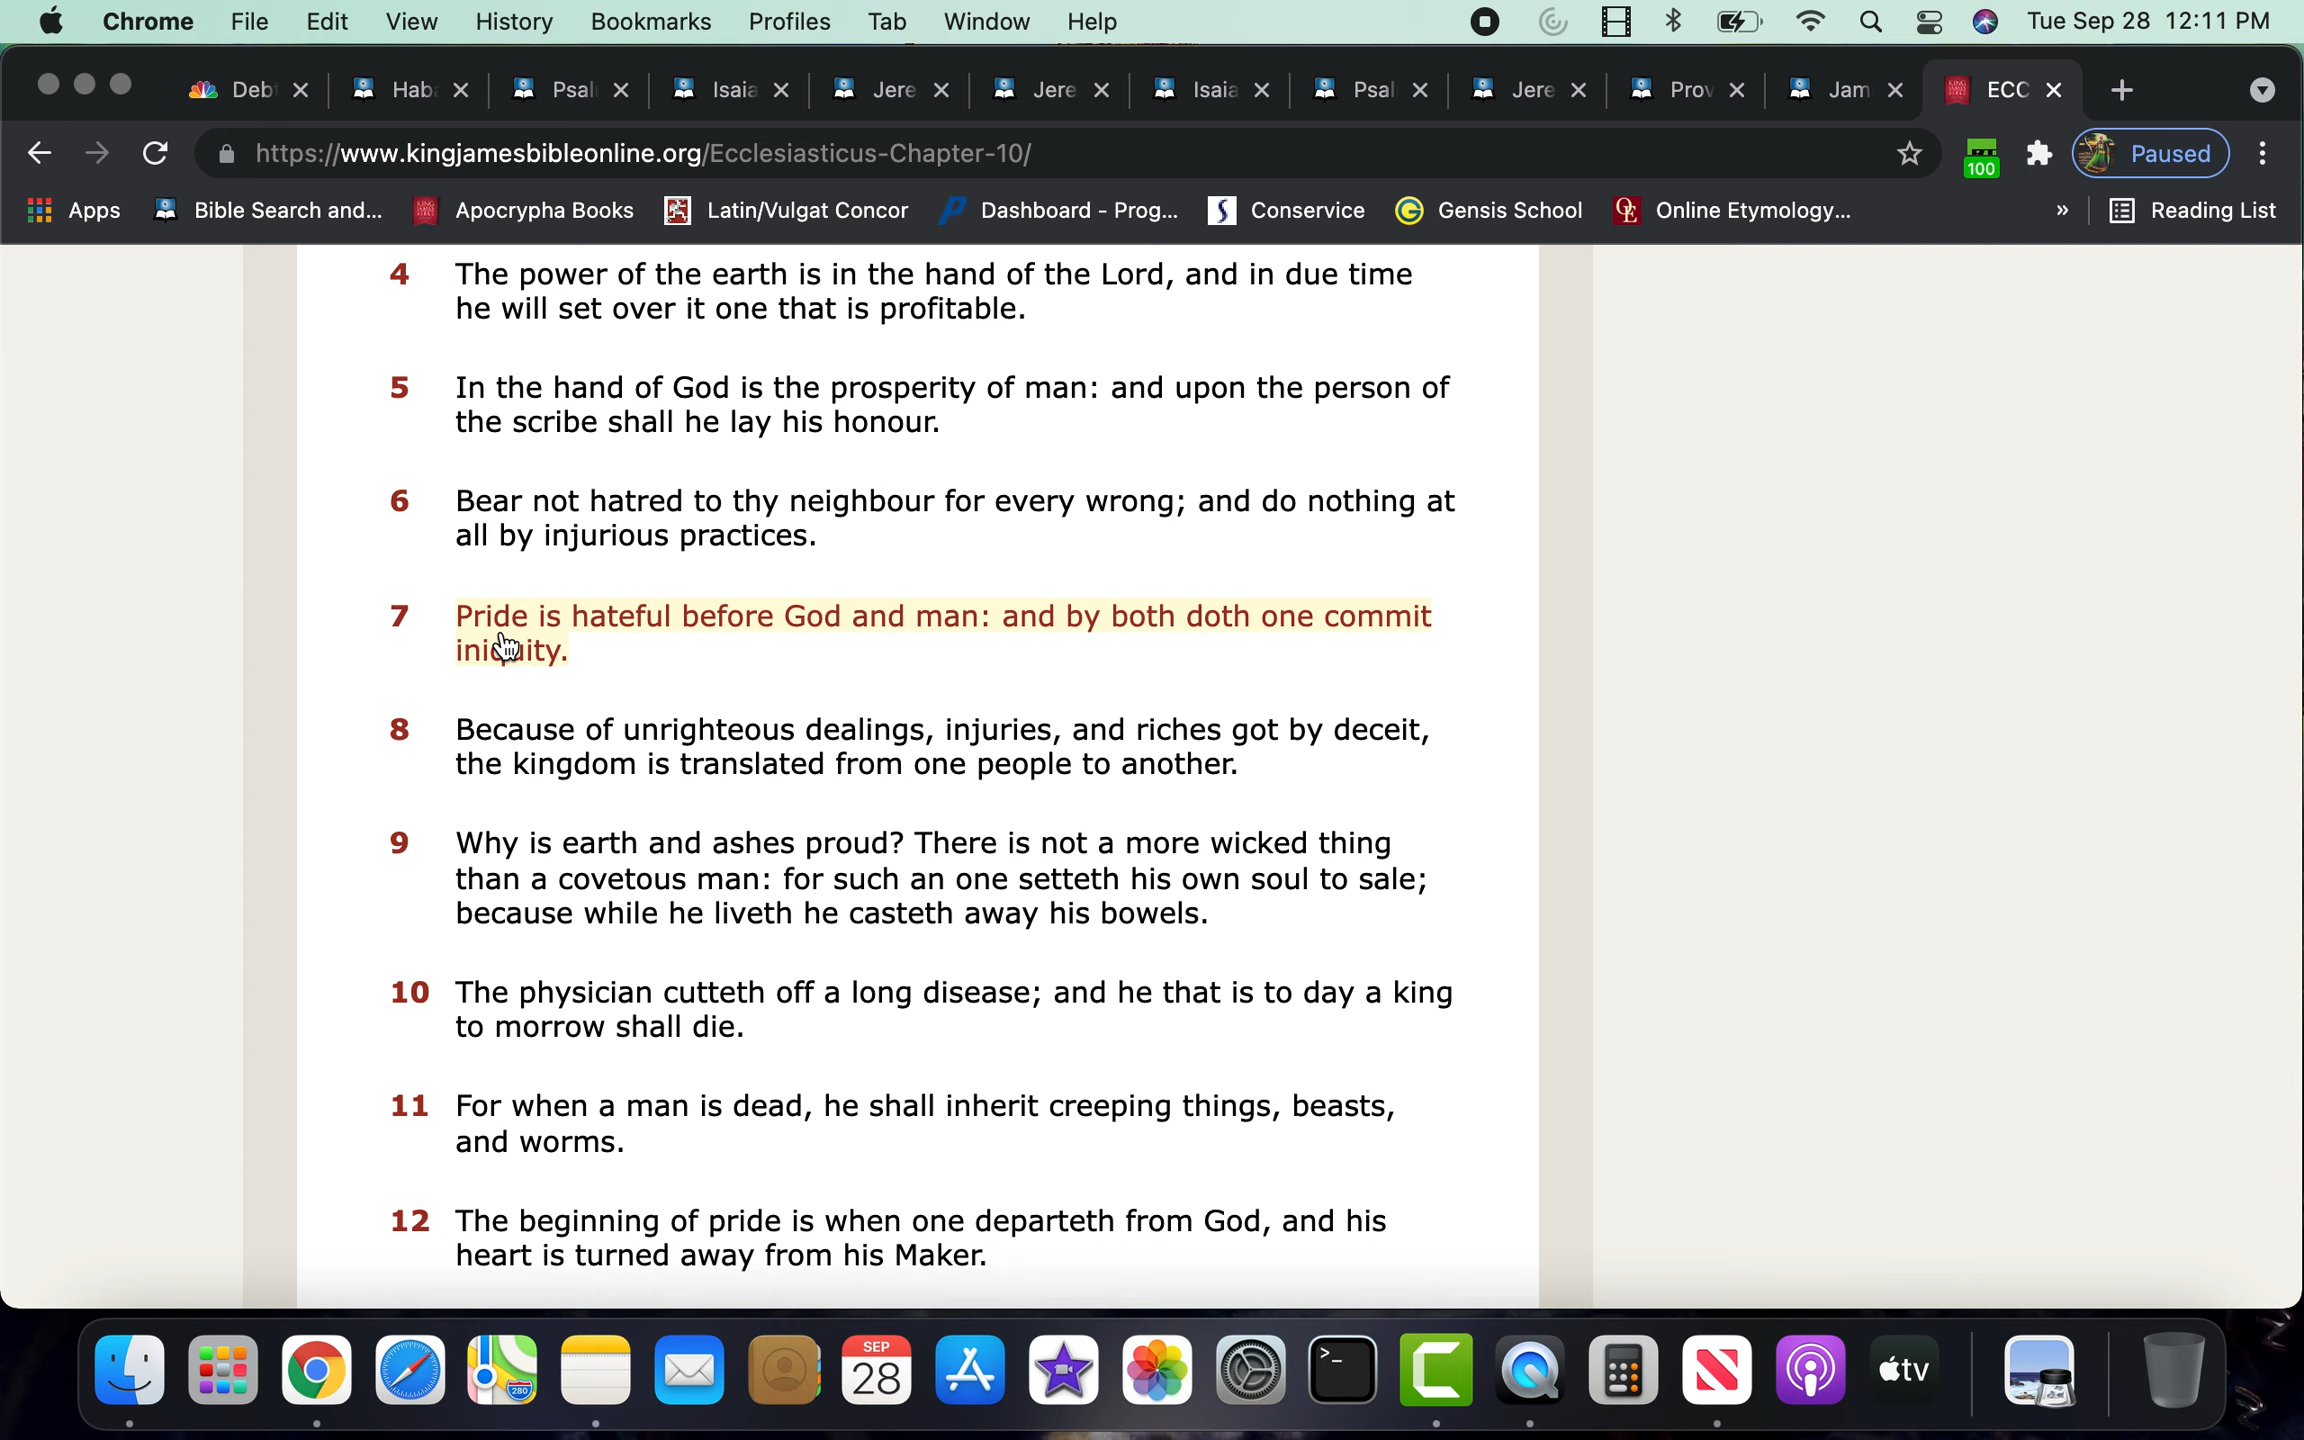 Chrome File Edit View History Bookmarks Profiles Tab Window Help Tue Sep 28 12:11 PM
Deb Hab Psal Isaia Jere Jere Isaia Psal Jere Prov Jam ECC
https://www.kingjamesbibleonline.org/Ecclesiasticus-Chapter-10/ 100 Paused
Apps Bible Search and... Apocrypha Books Latin/Vulgat Concor Dashboard - Prog... Conservice Gensis School Online Etymology... » Reading List
4 The power of the earth is in the hand of the Lord, and in due time
he will set over it one that is profitable.
5 In the hand of God is the prosperity of man: and upon the person of
the scribe shall he lay his honour.
6 Bear not hatred to thy neighbour for every wrong; and do nothing at
all by injurious practices.
7 Pride is hateful before God and man: and by both doth one commit
iniquity.
8 Because of unrighteous dealings, injuries, and riches got by deceit,
the kingdom is translated from one people to another.
9 Why is earth and ashes proud? There is not a more wicked thing
than a covetous man: for such an one setteth his own soul to sale;
because while he liveth he casteth away his bowels.
10 The physician cutteth off a long disease; and he that is to day a king
to morrow shall die.
11 For when a man is dead, he shall inherit creeping things, beasts,
and worms.
12 The beginning of pride is when one departeth from God, and his
heart is turned away from his Maker.
280 SEP 28 >_ tv